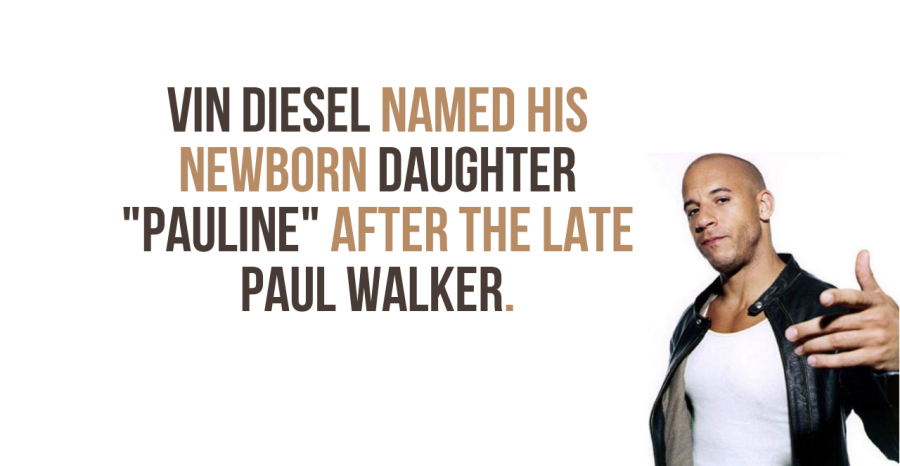 VIN DIESEL NAMED HIS
NEWBORN DAUGHTER
"PAULINE" AFTER THE LATE
PAUL WALKER.